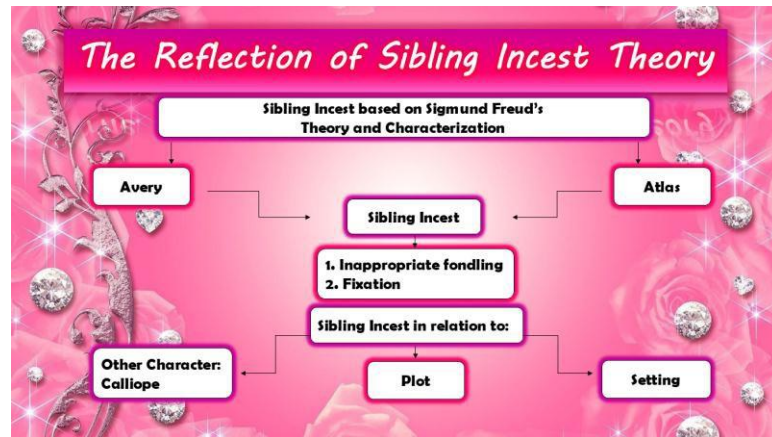 The Reflection of Sibling Incest Theory
Sibling Incest based on Sigmund Freud's
Theory and Characterization
Avery
Atlas
Sibling Incest
1. Inappropriate fondling
2. Fixation
Sibling Incest in relation to:
Other Character:
Calliope
Plot
Setting